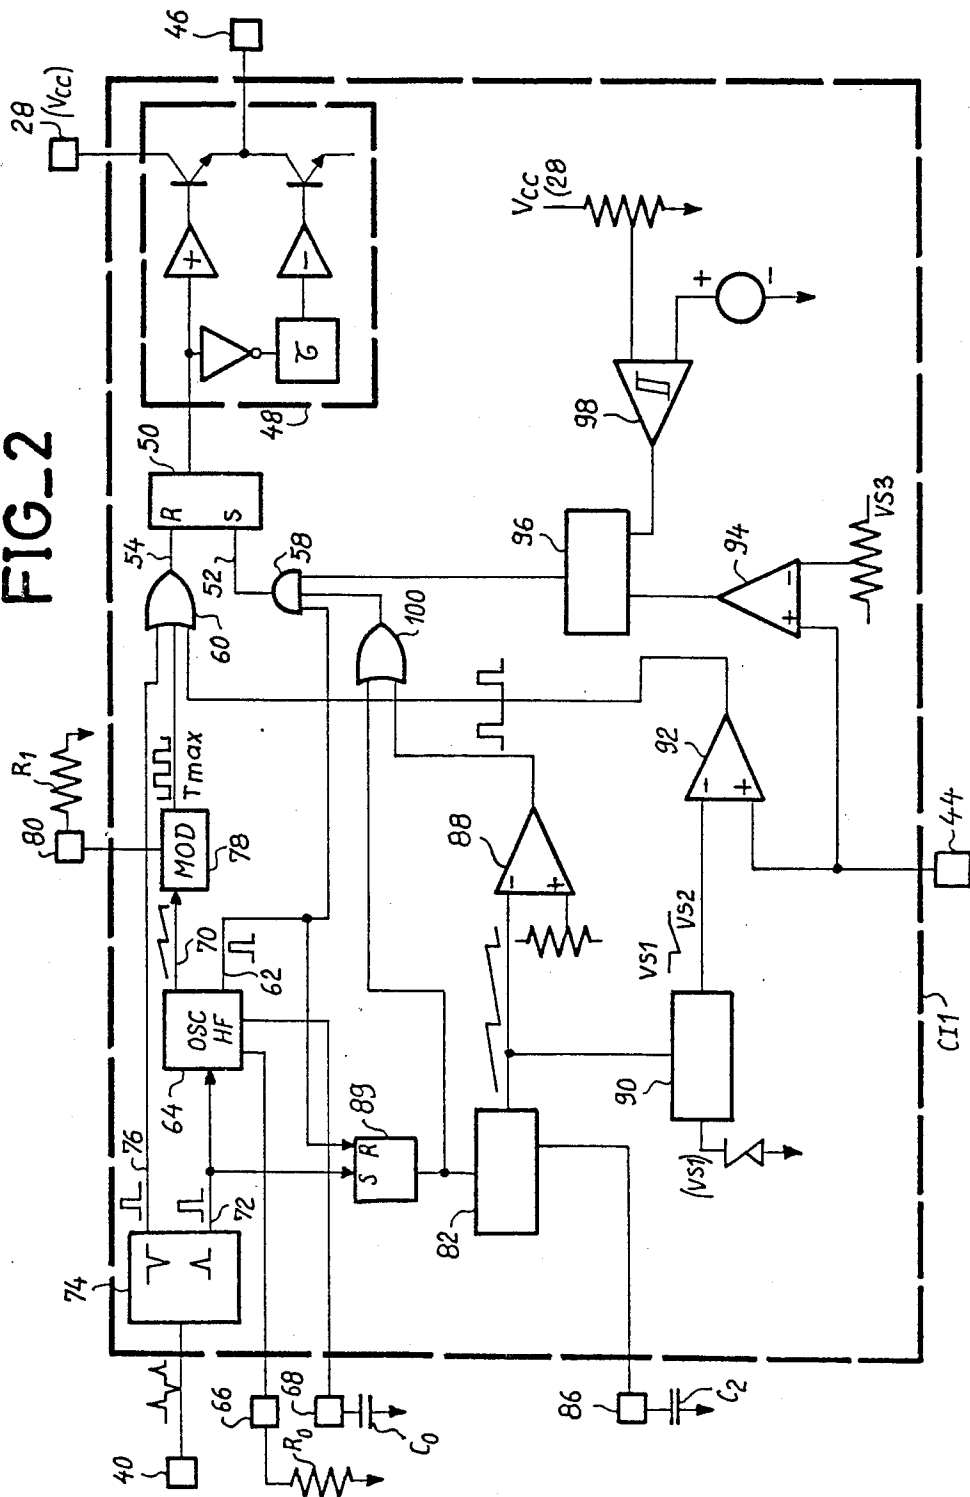 FIG_2
28
(Vcc)
46
48
+
−
τ
50
R
S
54
52
58
60
100
80
R1
Tmax
MOD
78
70
62
OSC
HF
64
76
72
74
40
66
R0
68
C0
89
S
R
82
86
C2
88
−
+
90
(VS1)
VS1
VS2
92
−
+
94
+
−
VS3
96
98
Vcc
(28
+
−
44
CI1